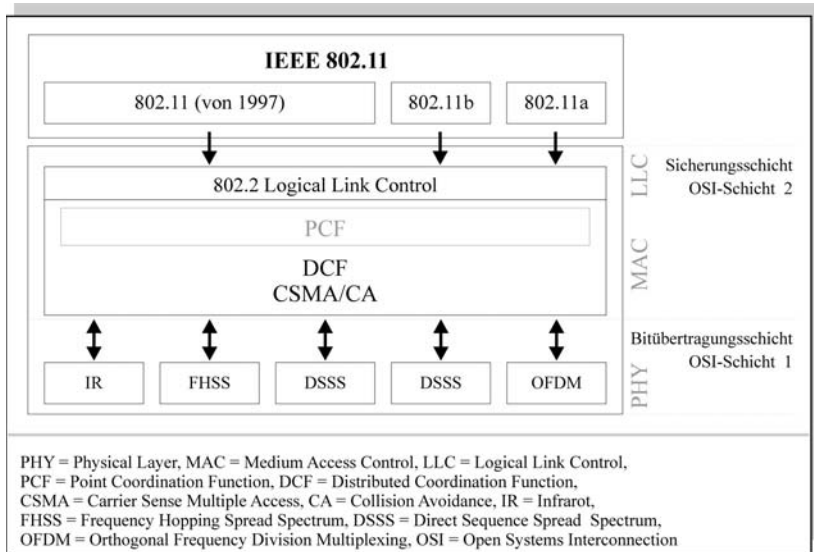 IEEE 802.11
802.11 (von 1997)
802.11b
802.11a
802.2 Logical Link Control
PCF
DCF
CSMA/CA
LLC
MAC
PHY
Sicherungsschicht
OSI-Schicht 2
Bitübertragungsschicht
OSI-Schicht 1
IR
FHSS
DSSS
DSSS
OFDM
PHY = Physical Layer, MAC = Medium Access Control, LLC = Logical Link Control,
PCF = Point Coordination Function, DCF = Distributed Coordination Function,
CSMA = Carrier Sense Multiple Access, CA = Collision Avoidance, IR = Infrarot,
FHSS = Frequency Hopping Spread Spectrum, DSSS = Direct Sequence Spread Spectrum,
OFDM = Orthogonal Frequency Division Multiplexing, OSI = Open Systems Interconnection